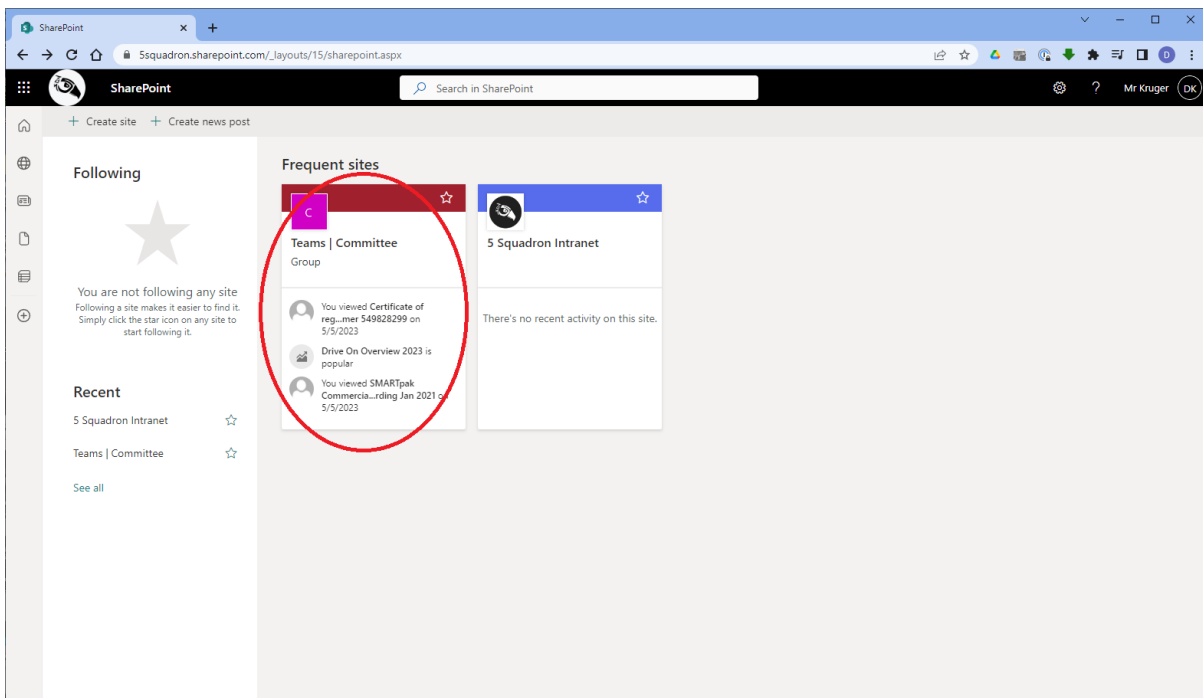 SharePoint
5squadron.sharepoint.com/_layouts/15/sharepoint.aspx
D
SharePoint
Search in SharePoint
?
Mr Kruger
DK
+ Create site
+ Create news post
Following
You are not following any site
Following a site makes it easier to find it.
Simply click the star icon on any site to
start following it.
Recent
5 Squadron Intranet
Teams | Committee
See all
Frequent sites
C
Teams | Committee
Group
You viewed Certificate of
reg...mer 549828299 on
5/5/2023
Drive On Overview 2023 is
popular
You viewed SMARTpak
Commercia...rding Jan 2021 on
5/5/2023
5 Squadron Intranet
There's no recent activity on this site.